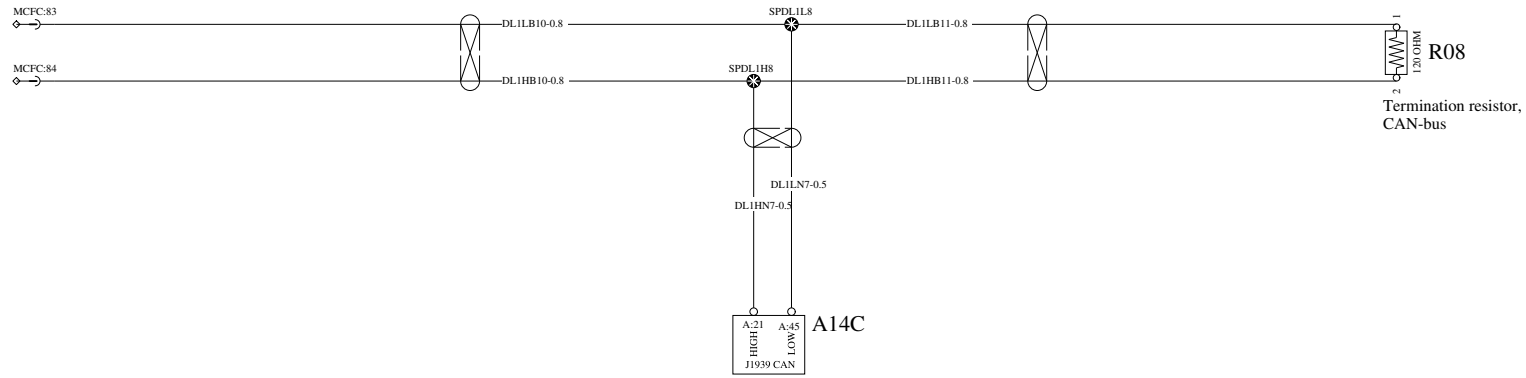 MCFC:83
DL1LB10-0.8
SPDL1L8
DL1LB11-0.8
1
MCFC:84
DL1HB10-0.8
SPDL1H8
DL1HB11-0.8
120 OHM
R08
2
Termination resistor,
CAN-bus
DL1LN7-0.5
DL1HN7-0.5
A:21
A:45
A14C
HIGH
LOW
J1939 CAN